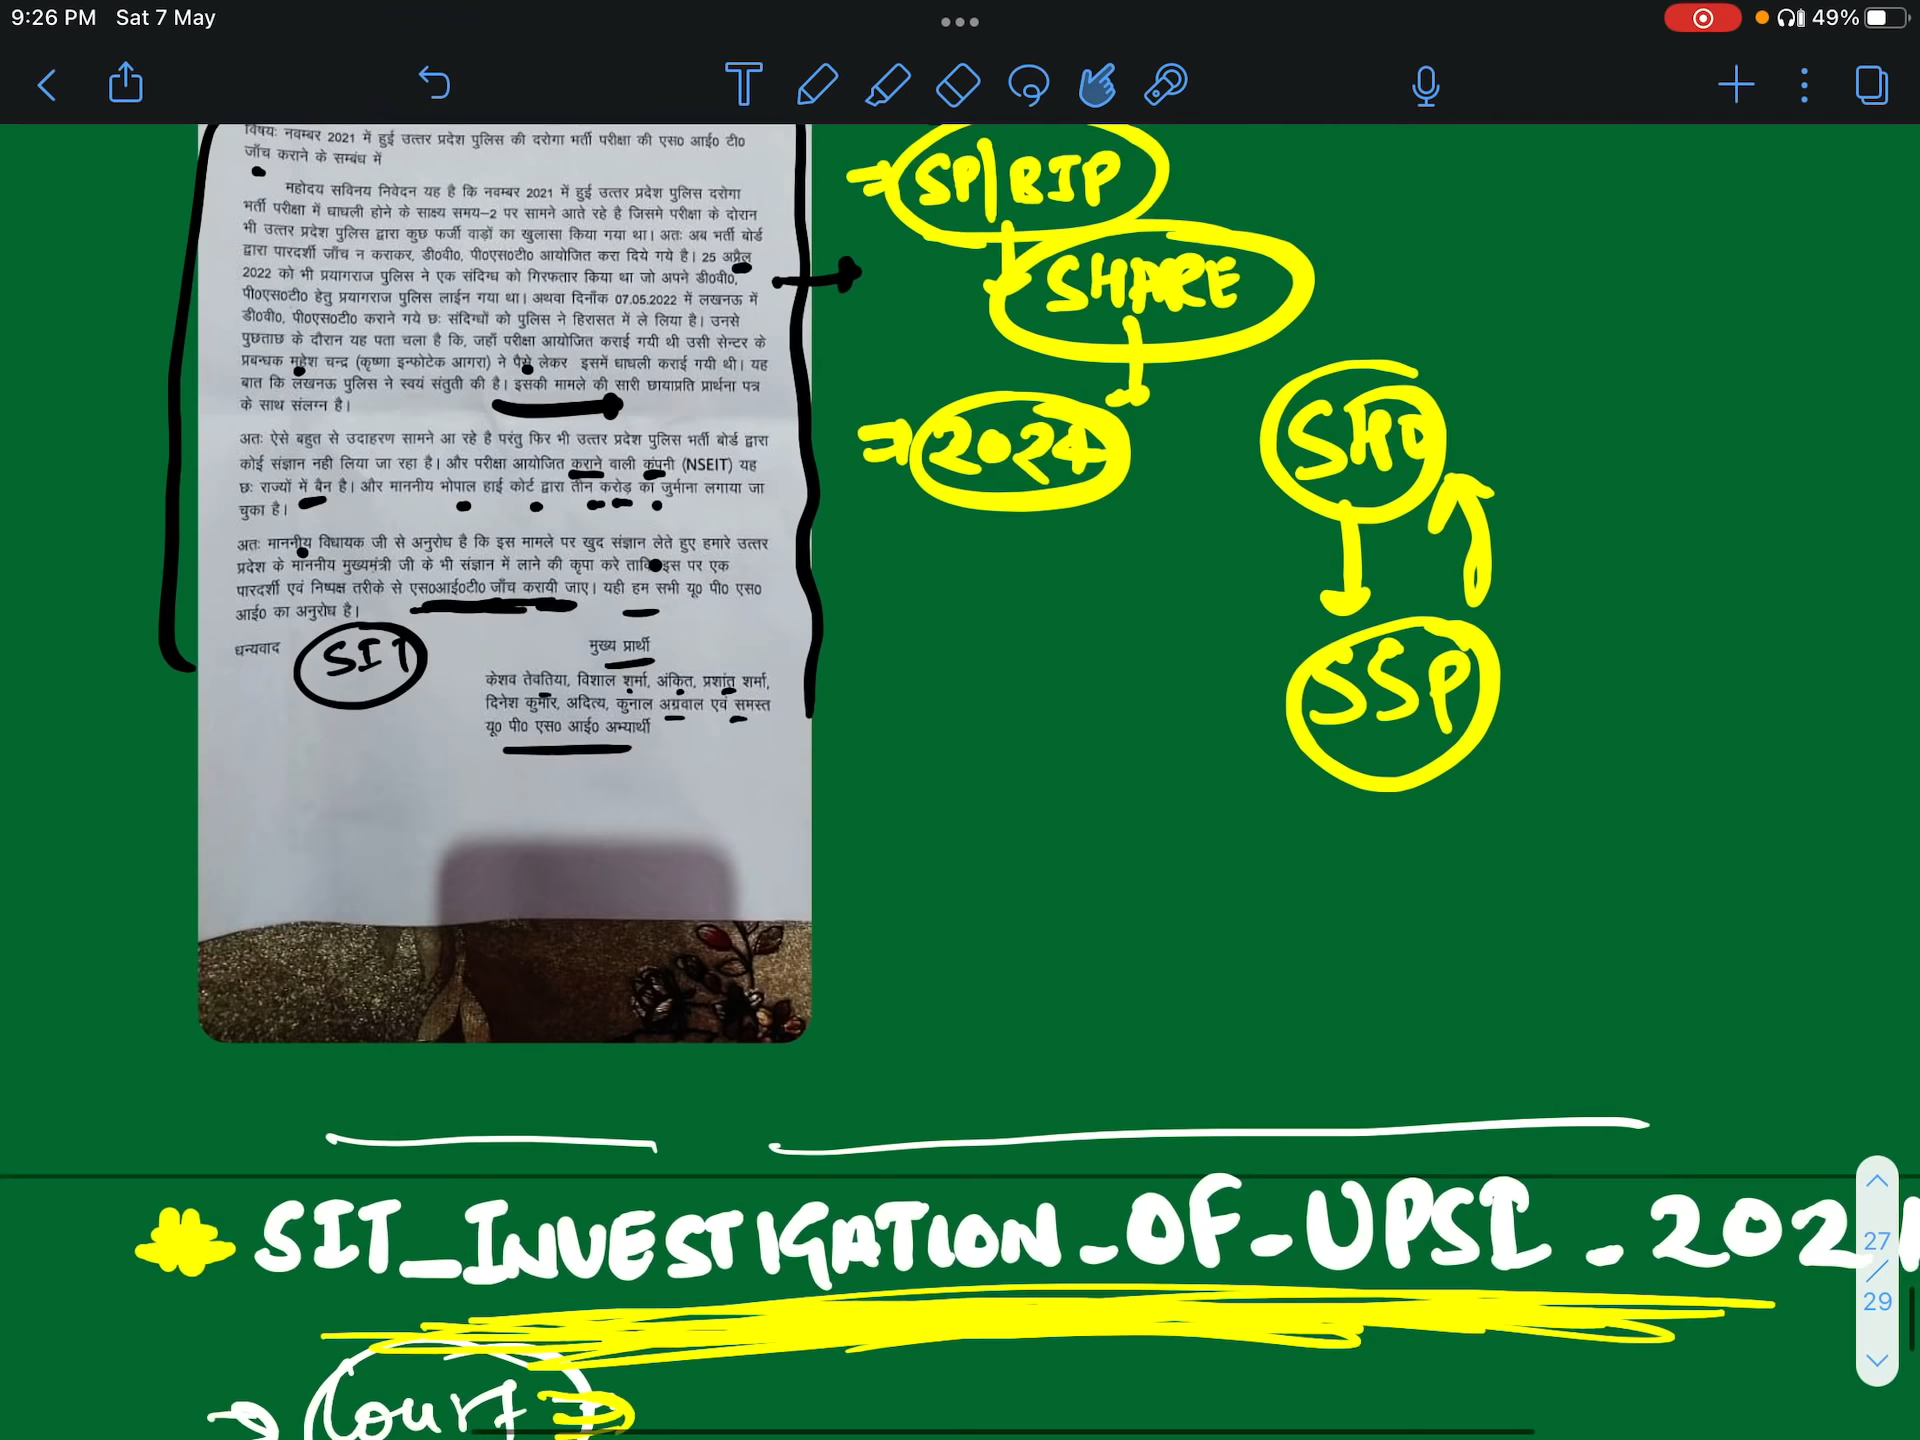 9:26 PM Sat 7 May
49%
विषय: नवम्बर 2021 में हुई उत्तर प्रदेश पुलिस की दरोगा भर्ती परीक्षा की एस0 आई0 टी0
जाँच कराने के सम्बंध में
महोदय सविनय निवेदन यह है कि नवम्बर 2021 में हुई उत्तर प्रदेश पुलिस दरोगा
भर्ती परीक्षा में धाधली होने के साक्ष्य समय-2 पर सामने आते रहे है जिसमे परीक्षा के दोरान
भी उत्तर प्रदेश पुलिस द्वारा कुछ फर्जी वाड़ों का खुलासा किया गया था। अतः अब भर्ती बोर्ड
द्वारा पारदर्शी जाँच न कराकर, डी0वी0, पी0एस0टी0 आयोजित करा दिये गये है। 25 अप्रैल
2022 को भी प्रयागराज पुलिस ने एक संदिग्ध को गिरफतार किया था जो अपने डी0वी0,
पी0एस0टी0 हेतु प्रयागराज पुलिस लाईन गया था। अथवा दिनाँक 07.05.2022 में लखनऊ में
डी0वी0, पी0एस0टी0 कराने गये छः संदिग्धों को पुलिस ने हिरासत में ले लिया है। उनसे
पुछताछ के दौरान यह पता चला है कि, जहाँ परीक्षा आयोजित कराई गयी थी उसी सेन्टर के
प्रबन्धक महेश चन्द्र (कृष्णा इन्फोटेक आगरा) ने पैसे लेकर इसमें धाधली कराई गयी थी। यह
बात कि लखनऊ पुलिस ने स्वयं संतुती की है। इसकी मामले की सारी छायाप्रति प्रार्थना पत्र
के साथ संलग्न है।
अतः ऐसे बहुत से उदाहरण सामने आ रहे है परंतु फिर भी उत्तर प्रदेश पुलिस भर्ती बोर्ड द्वारा
कोई संज्ञान नही लिया जा रहा है। और परीक्षा आयोजित कराने वाली कंपनी (NSEIT) यह
छः राज्यों में बैन है। और माननीय भोपाल हाई कोर्ट द्वारा तीन करोड़ का जुर्माना लगाया जा
चुका है।
अतः माननीय विधायक जी से अनुरोध है कि इस मामले पर खुद संज्ञान लेते हुए हमारे उत्तर
प्रदेश के माननीय मुख्यमंत्री जी के भी संज्ञान में लाने की कृपा करे ताकि इस पर एक
पारदर्शी एवं निष्पक्ष तरीके से एस0आई0टी0 जाँच करायी जाए। यही हम सभी यू0 पी0 एस0
आई0 का अनुरोध है।
धन्यवाद
SIT
मुख्य प्रार्थी
केशव तेवतिया, विशाल शर्मा, अंकित, प्रशांत शर्मा,
दिनेश कुमार, अदित्य, कुनाल अग्रवाल एवं समस्त
यू0 पी0 एस0 आई0 अभ्यार्थी
SP|BJP
SHARE
2024
SHO
SSP
SIT_INVESTIGATION_OF_UPSI_2021
Court
27
/
29